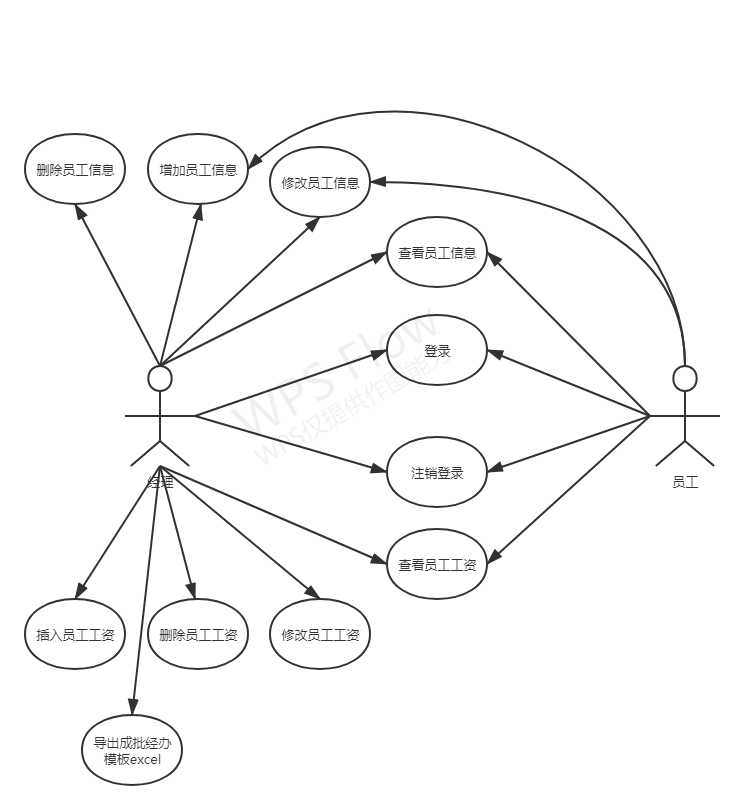 删除员工信息
增加员工信息
修改员工信息
查看员工信息
WPS Flow
WPS仅提供作图能力
登录
注销登录
经理
员工
查看员工工资
插入员工工资
删除员工工资
修改员工工资
导出成批经办
模板excel